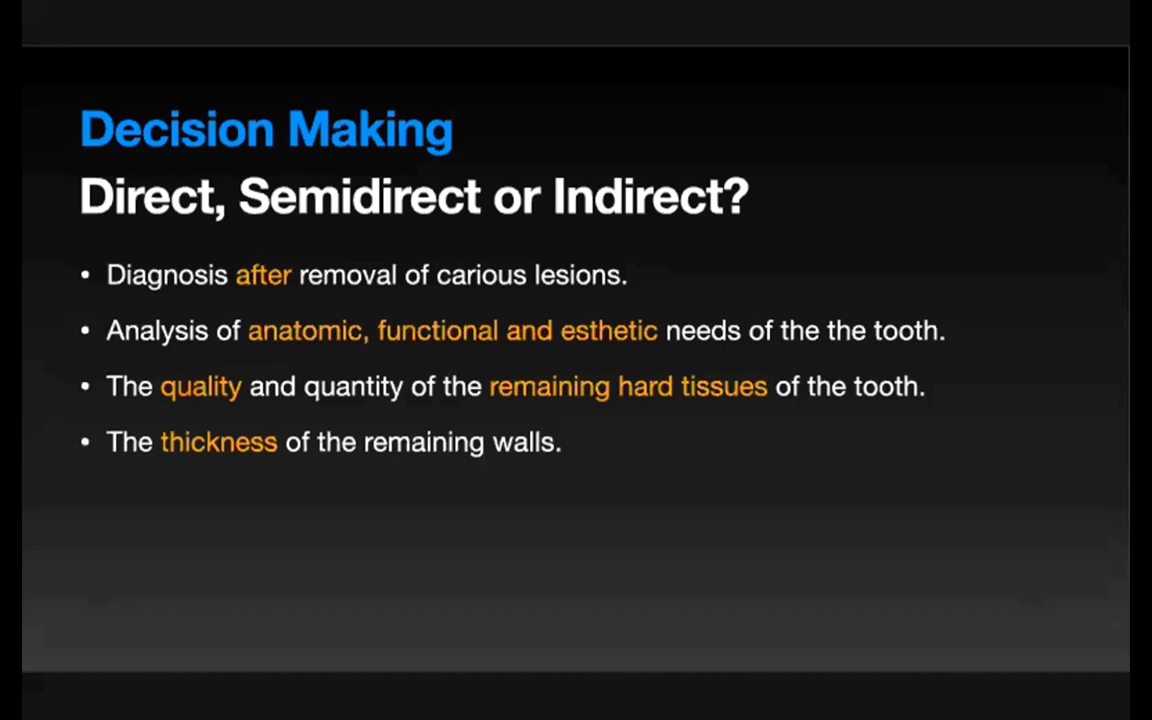 Decision Making
Direct, Semidirect or Indirect?
• Diagnosis after removal of carious lesions.
• Analysis of anatomic, functional and esthetic needs of the the tooth.
• The quality and quantity of the remaining hard tissues of the tooth.
• The thickness of the remaining walls.